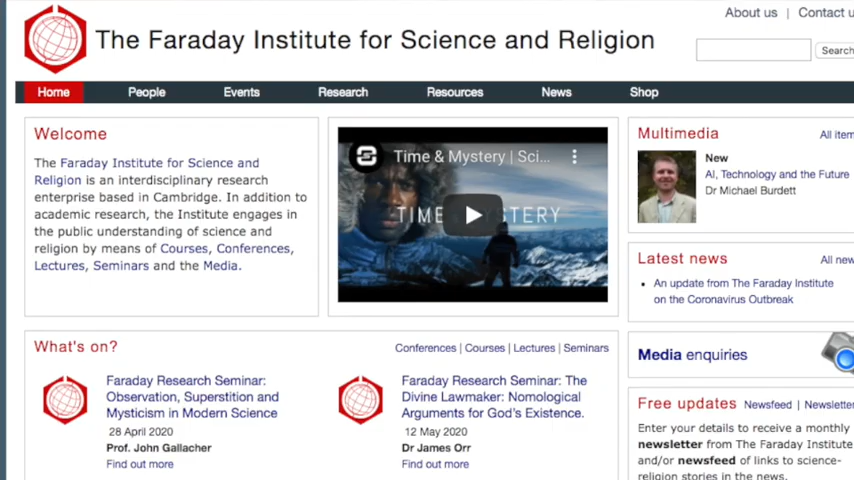 About us | Contact u
The Faraday Institute for Science and Religion
Search
Home People Events Research Resources News Shop
Welcome
The Faraday Institute for Science and
Religion is an interdisciplinary research
enterprise based in Cambridge. In addition to
academic research, the Institute engages in
the public understanding of science and
religion by means of Courses, Conferences,
Lectures, Seminars and the Media.
Time & Mystery | Sci...
TIME & MYSTERY
Multimedia All item
New
AI, Technology and the Future
Dr Michael Burdett
Latest news All new
An update from The Faraday Institute
on the Coronavirus Outbreak
Media enquiries
What's on? Conferences | Courses | Lectures | Seminars
Faraday Research Seminar:
Observation, Superstition and
Mysticism in Modern Science
28 April 2020
Prof. John Gallacher
Find out more
Faraday Research Seminar: The
Divine Lawmaker: Nomological
Arguments for God's Existence.
12 May 2020
Dr James Orr
Find out more
Free updates Newsfeed | Newsletter
Enter your details to receive a monthly
newsletter from The Faraday Institute
and/or newsfeed of links to science-
religion stories in the news.